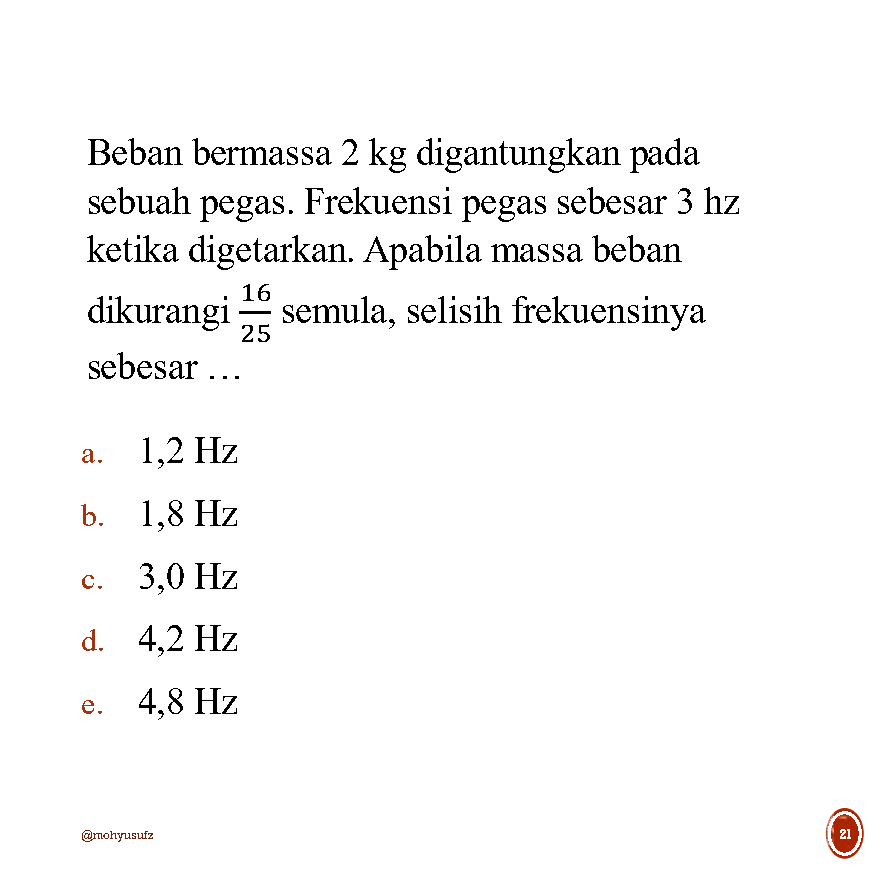 Beban bermassa 2 kg digantungkan pada
sebuah pegas. Frekuensi pegas sebesar 3 hz
ketika digetarkan. Apabila massa beban
dikurangi 16/25 semula, selisih frekuensinya
sebesar …
a. 1,2 Hz
b. 1,8 Hz
c. 3,0 Hz
d. 4,2 Hz
e. 4,8 Hz
@mohyusufz
21